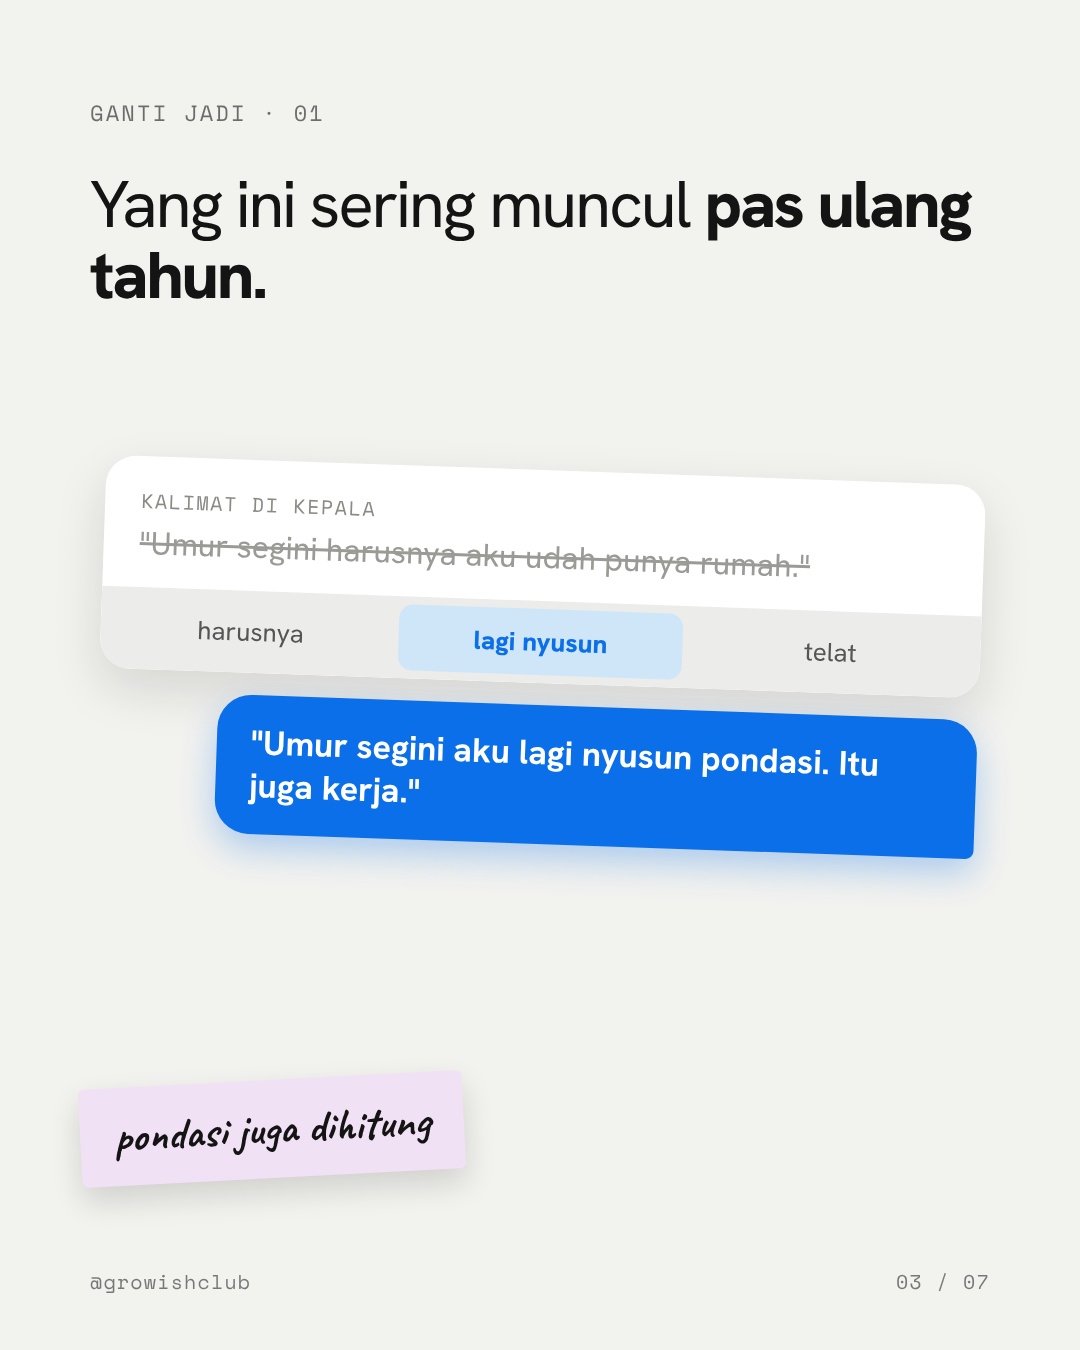 GANTI JADI · 01
Yang ini sering muncul pas ulang
tahun.
KALIMAT DI KEPALA
"Umur segini harusnya aku udah punya rumah."
harusnya
lagi nyusun
telat
"Umur segini aku lagi nyusun pondasi. Itu
juga kerja."
pondasi juga dihitung
@growishclub
03 / 07